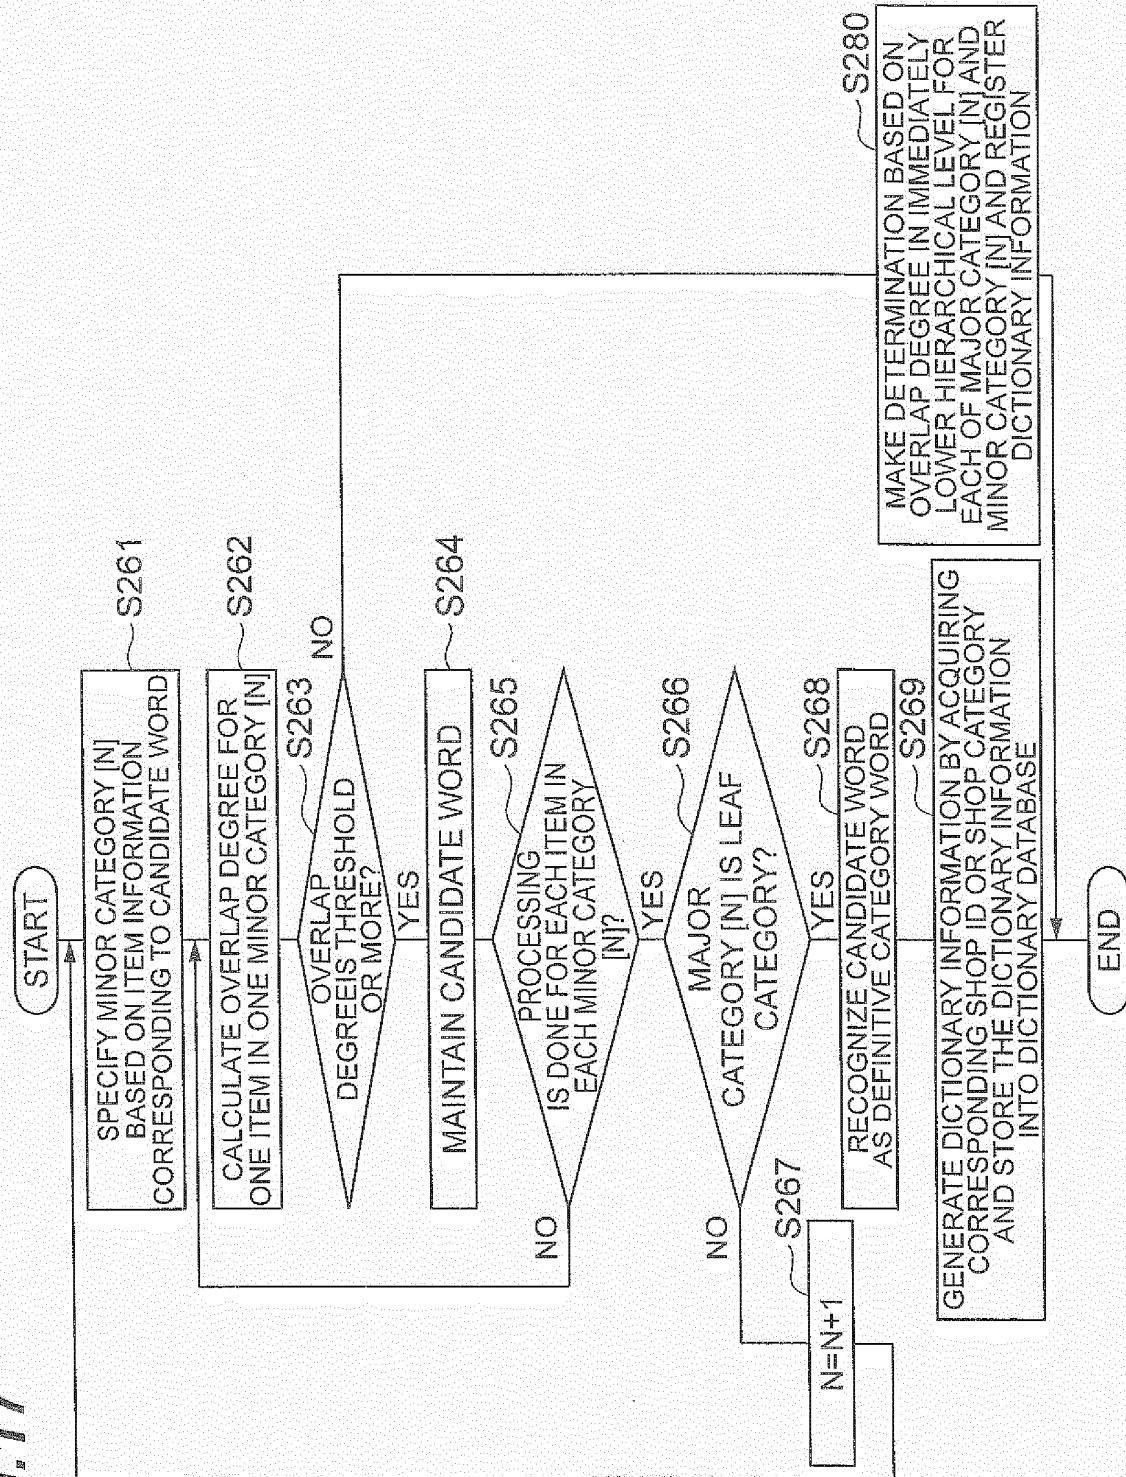 START
SPECIFY MINOR CATEGORY [N]
BASED ON ITEM INFORMATION
CORRESPONDING TO CANDIDATE WORD
S261
CALCULATE OVERLAP DEGREE FOR
ONE ITEM IN ONE MINOR CATEGORY [N]
S262
OVERLAP
DEGREEIS THRESHOLD
OR MORE?
S263
NO
YES
MAINTAIN CANDIDATE WORD
S264
PROCESSING
IS DONE FOR EACH ITEM IN
EACH MINOR CATEGORY
[N]?
S265
NO
YES
MAJOR
CATEGORY [N] IS LEAF
CATEGORY?
S266
NO
YES
N=N+1
S267
RECOGNIZE CANDIDATE WORD
AS DEFINITIVE CATEGORY WORD
S268
GENERATE DICTIONARY INFORMATION BY ACQUIRING
CORRESPONDING SHOP ID OR SHOP CATEGORY
AND STORE THE DICTIONARY INFORMATION
INTO DICTIONARY DATABASE
S269
MAKE DETERMINATION BASED ON
OVERLAP DEGREE IN IMMEDIATELY
LOWER HIERARCHICAL LEVEL FOR
EACH OF MAJOR CATEGORY [N] AND
MINOR CATEGORY [N] AND REGISTER
DICTIONARY INFORMATION
S280
END